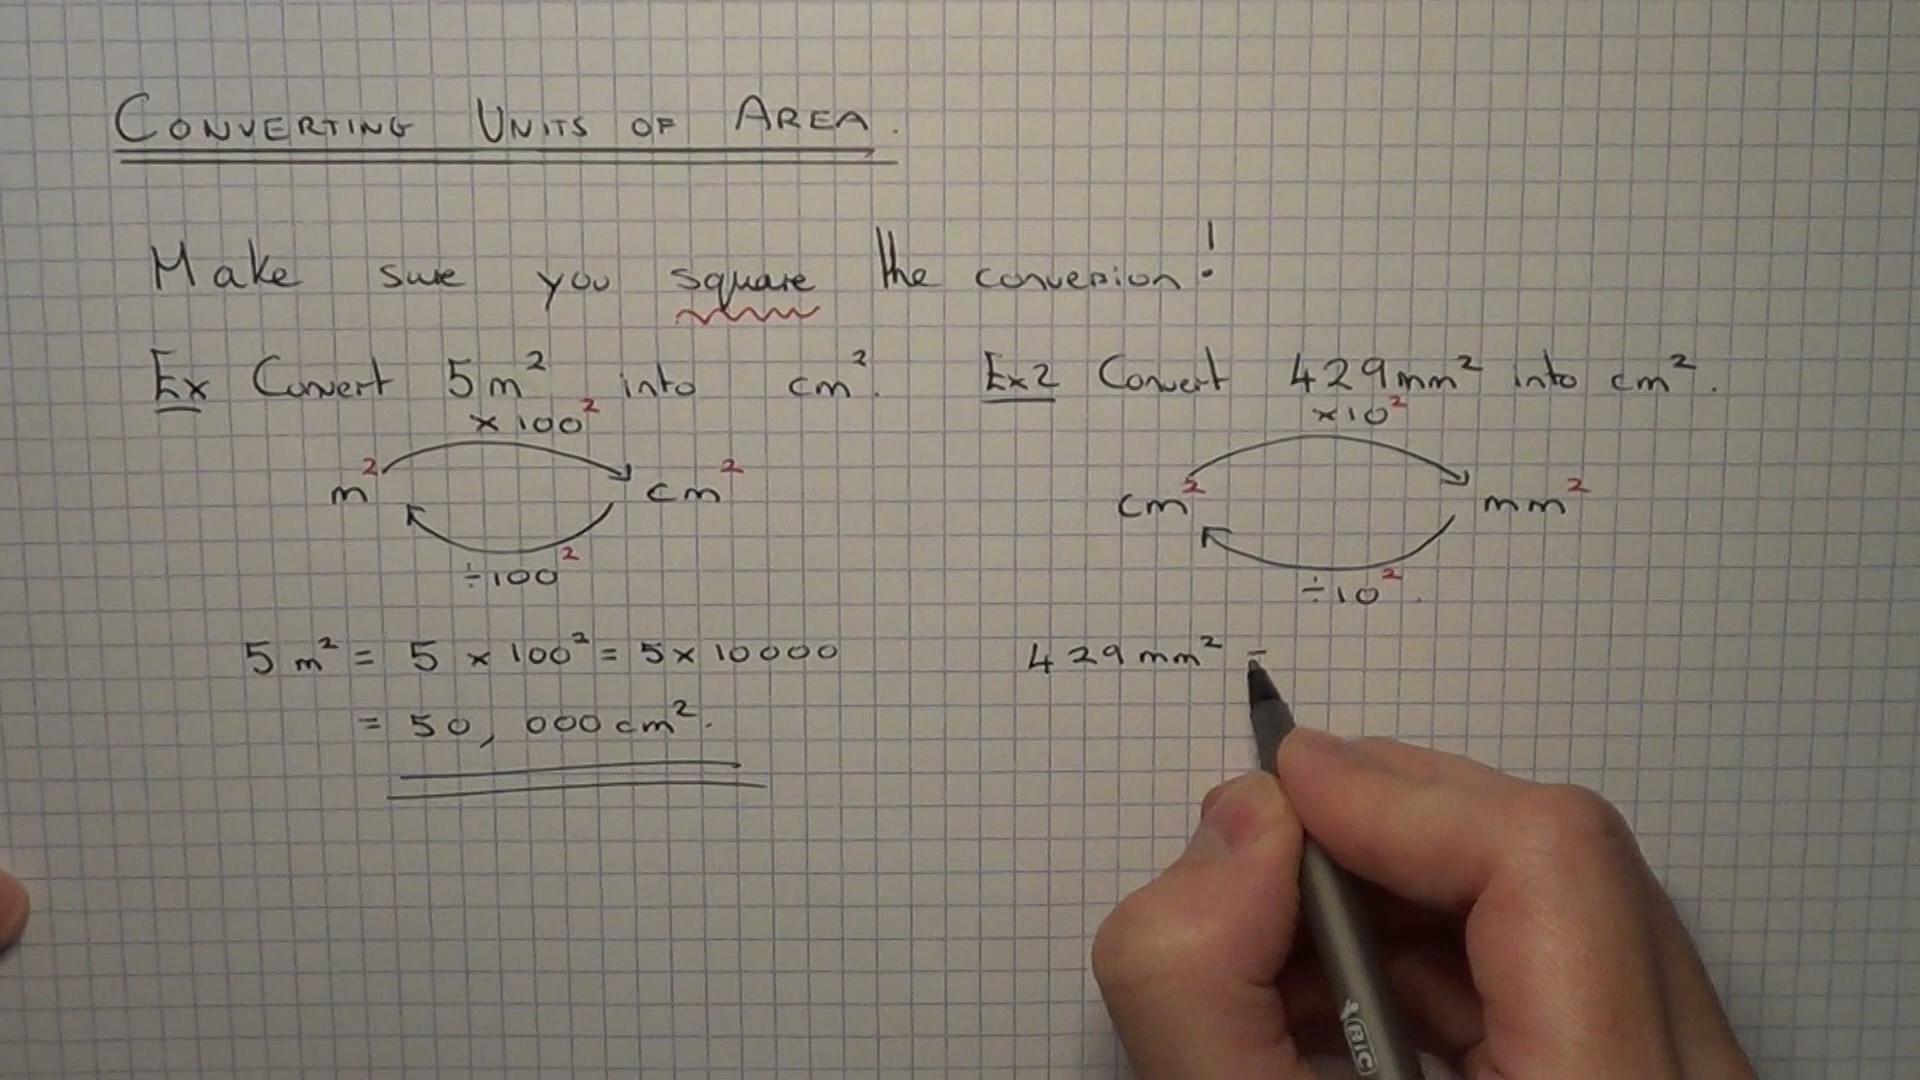 CONVERTING UNITS OF AREA.
Make sure you square the conversion!
Ex Convert 5m² into cm².
×100²
m² cm²
÷100²
5 m² = 5 × 100² = 5 × 10000
= 50, 000 cm².
Ex2 Convert 429mm² into cm².
×10²
cm² mm²
÷10².
429 mm² =
BIC